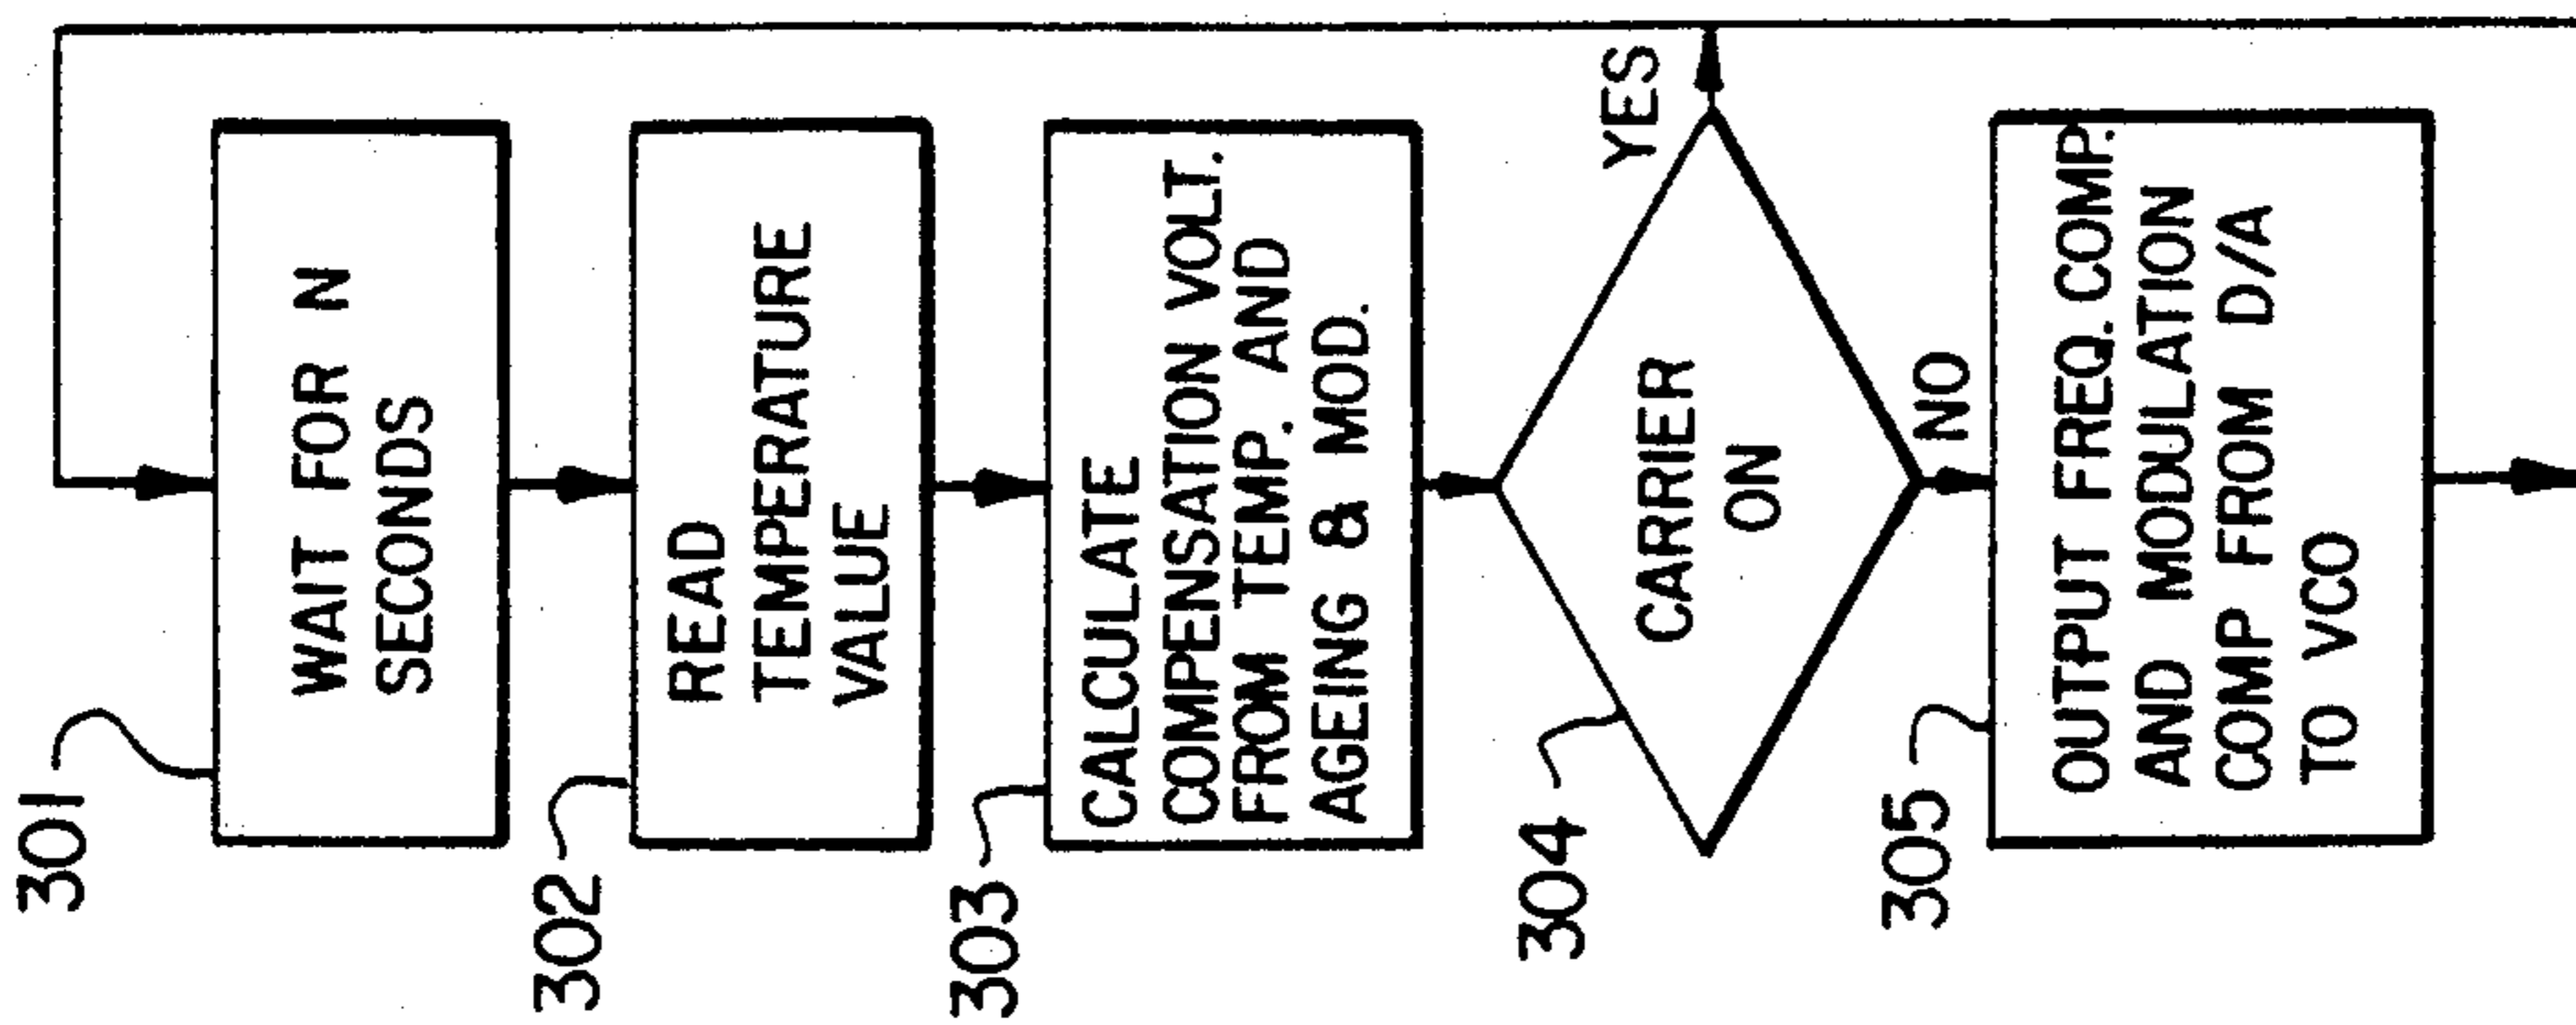 301
WAIT FOR N
SECONDS
302
READ
TEMPERATURE
VALUE
303
CALCULATE
COMPENSATION VOLT.
FROM TEMP. AND
AGEING & MOD.
304
CARRIER
ON
YES
NO
305
OUTPUT FREQ. COMP.
AND MODULATION
COMP FROM D/A
TO VCO